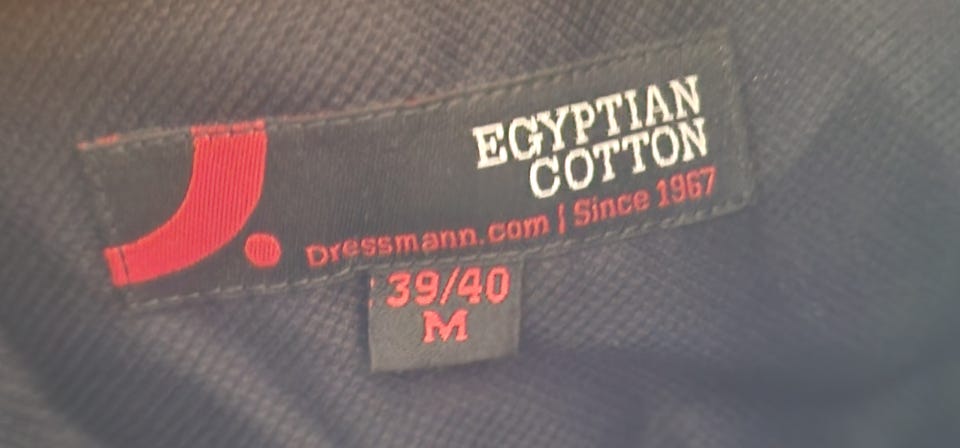 EGYPTIAN
COTTON
Dressmann.com | Since 1967
39/40
M